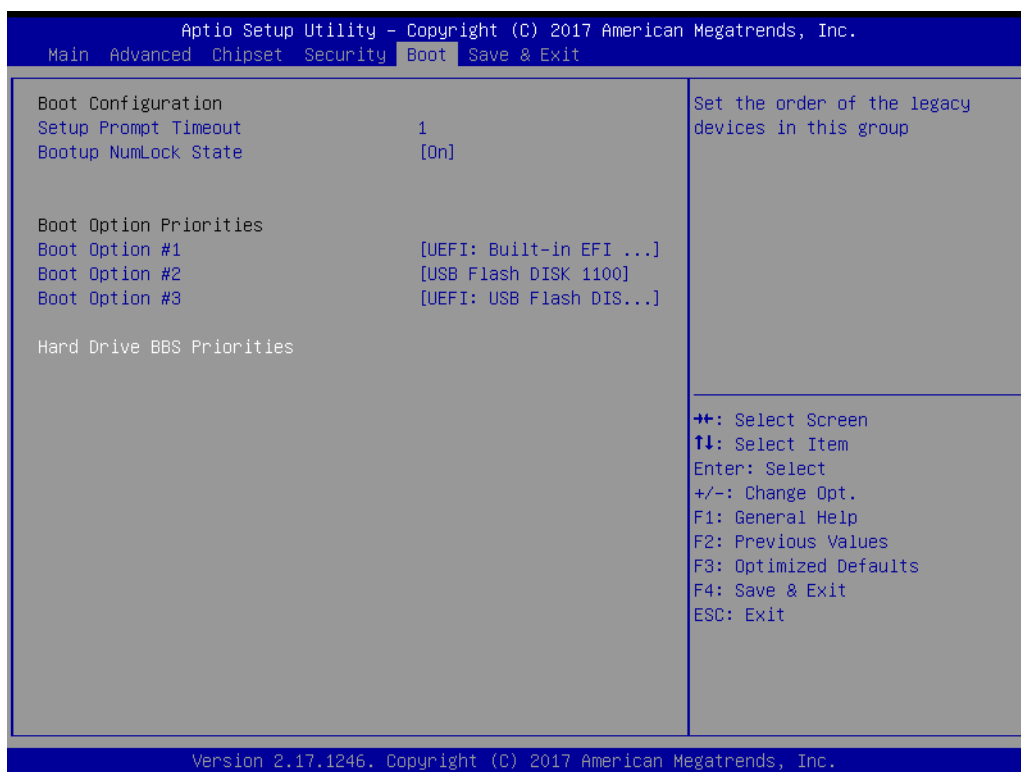 Aptio Setup Utility – Copyright (C) 2017 American Megatrends, Inc.
Main Advanced Chipset Security Boot Save & Exit
Boot Configuration
Setup Prompt Timeout 1
Bootup NumLock State [On]
Boot Option Priorities
Boot Option #1 [UEFI: Built-in EFI ...]
Boot Option #2 [USB Flash DISK 1100]
Boot Option #3 [UEFI: USB Flash DIS...]
Hard Drive BBS Priorities
Set the order of the legacy
devices in this group
→←: Select Screen
↑↓: Select Item
Enter: Select
+/-: Change Opt.
F1: General Help
F2: Previous Values
F3: Optimized Defaults
F4: Save & Exit
ESC: Exit
Version 2.17.1246. Copyright (C) 2017 American Megatrends, Inc.